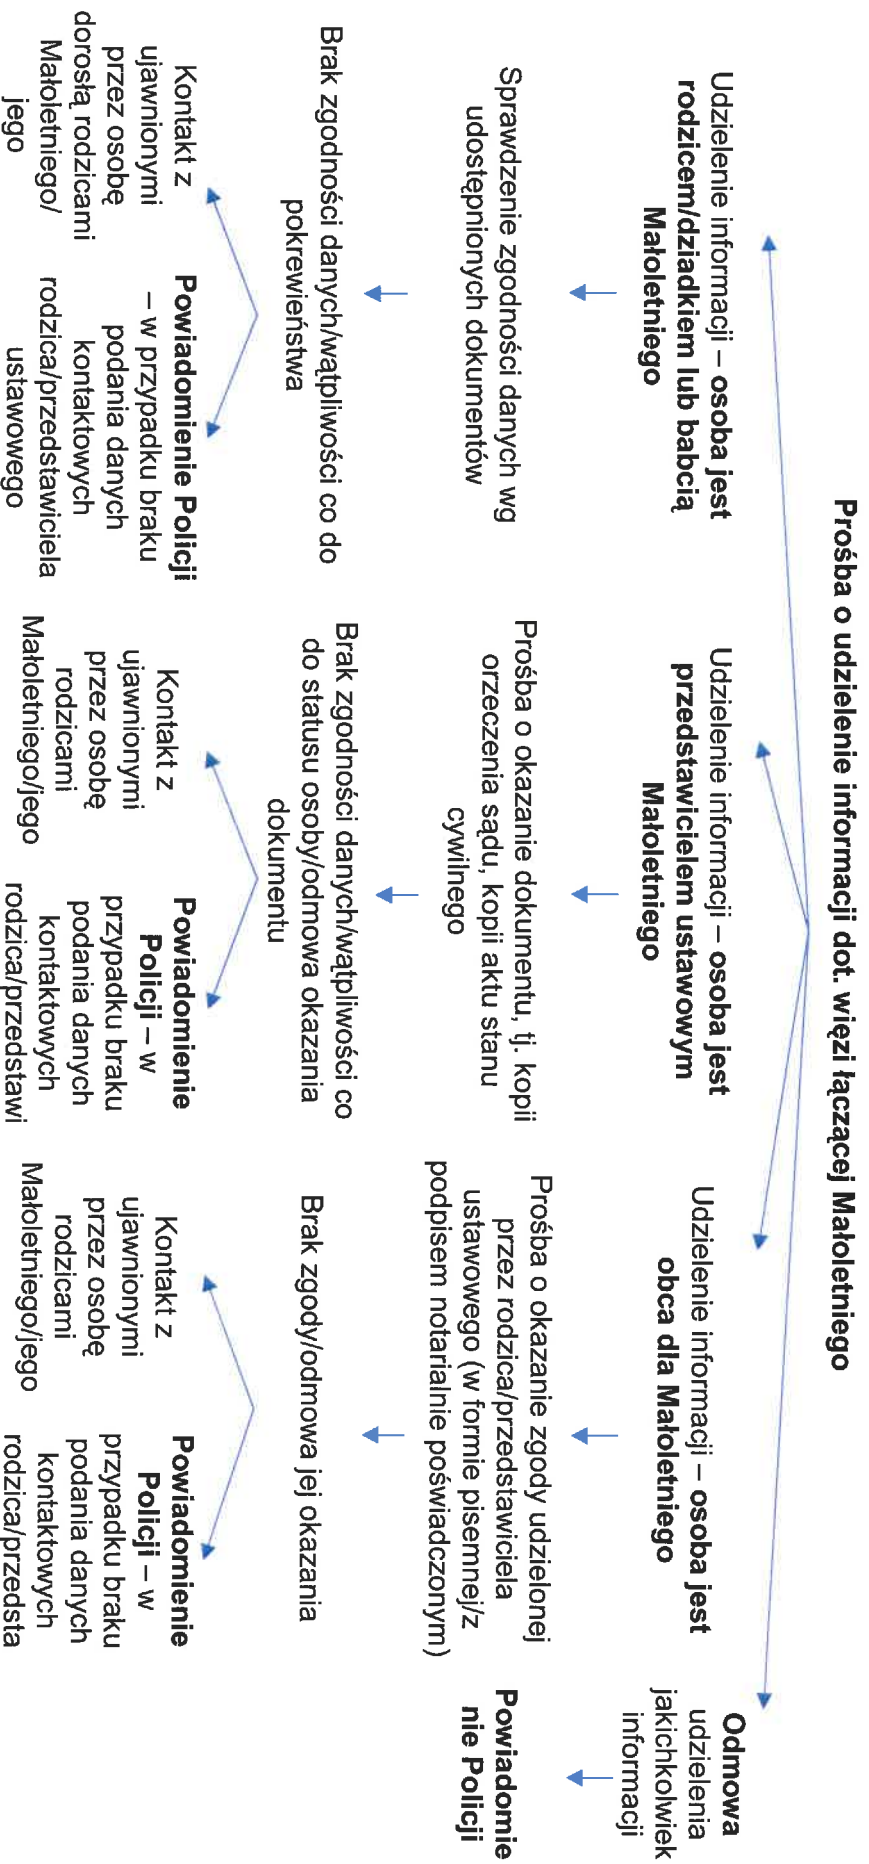 Prośba o udzielenie informacji dot. więzi łączącej Małoletniego
Udzielenie informacji – osoba jest
rodzicem/dziadkiem lub babcią
Małoletniego
Sprawdzenie zgodności danych wg
udostępnionych dokumentów
Brak zgodności danych/wątpliwości co do
pokrewieństwa
Kontakt z
ujawnionymi
przez osobę
dorosłą rodzicami
Małoletniego/
jego
Powiadomienie Policji
– w przypadku braku
podania danych
kontaktowych
rodzica/przedstawiciela
ustawowego
Udzielenie informacji – osoba jest
przedstawicielem ustawowym
Małoletniego
Prośba o okazanie dokumentu, tj. kopii
orzeczenia sądu, kopii aktu stanu
cywilnego
Brak zgodności danych/wątpliwości co
do statusu osoby/odmowa okazania
dokumentu
Kontakt z
ujawnionymi
przez osobę
rodzicami
Małoletniego/jego
Powiadomienie
Policji – w
przypadku braku
podania danych
kontaktowych
rodzica/przedstawi
Udzielenie informacji – osoba jest
obca dla Małoletniego
Prośba o okazanie zgody udzielonej
przez rodzica/przedstawiciela
ustawowego (w formie pisemnej/z
podpisem notarialnie poświadczonym)
Brak zgody/odmowa jej okazania
Kontakt z
ujawnionymi
przez osobę
rodzicami
Małoletniego/jego
Powiadomienie
Policji – w
przypadku braku
podania danych
kontaktowych
rodzica/przedsta
Odmowa
udzielenia
jakichkolwiek
informacji
Powiadomie
nie Policji